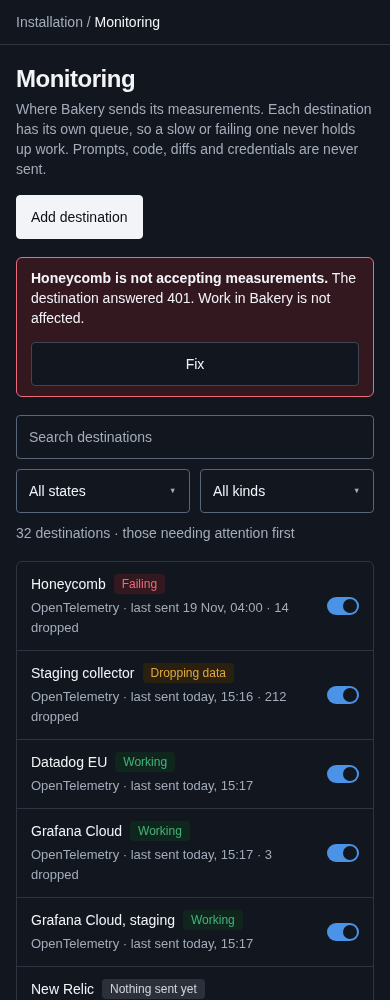 Installation / Monitoring
Monitoring
Where Bakery sends its measurements. Each destination
has its own queue, so a slow or failing one never holds
up work. Prompts, code, diffs and credentials are never
sent.
Add destination
Honeycomb is not accepting measurements. The
destination answered 401. Work in Bakery is not
affected.
Fix
Search destinations
All states ▾ All kinds ▾
32 destinations · those needing attention first
Honeycomb Failing
OpenTelemetry · last sent 19 Nov, 04:00 · 14
dropped
Staging collector Dropping data
OpenTelemetry · last sent today, 15:16 · 212
dropped
Datadog EU Working
OpenTelemetry · last sent today, 15:17
Grafana Cloud Working
OpenTelemetry · last sent today, 15:17 · 3
dropped
Grafana Cloud, staging Working
OpenTelemetry · last sent today, 15:17
New Relic Nothing sent yet